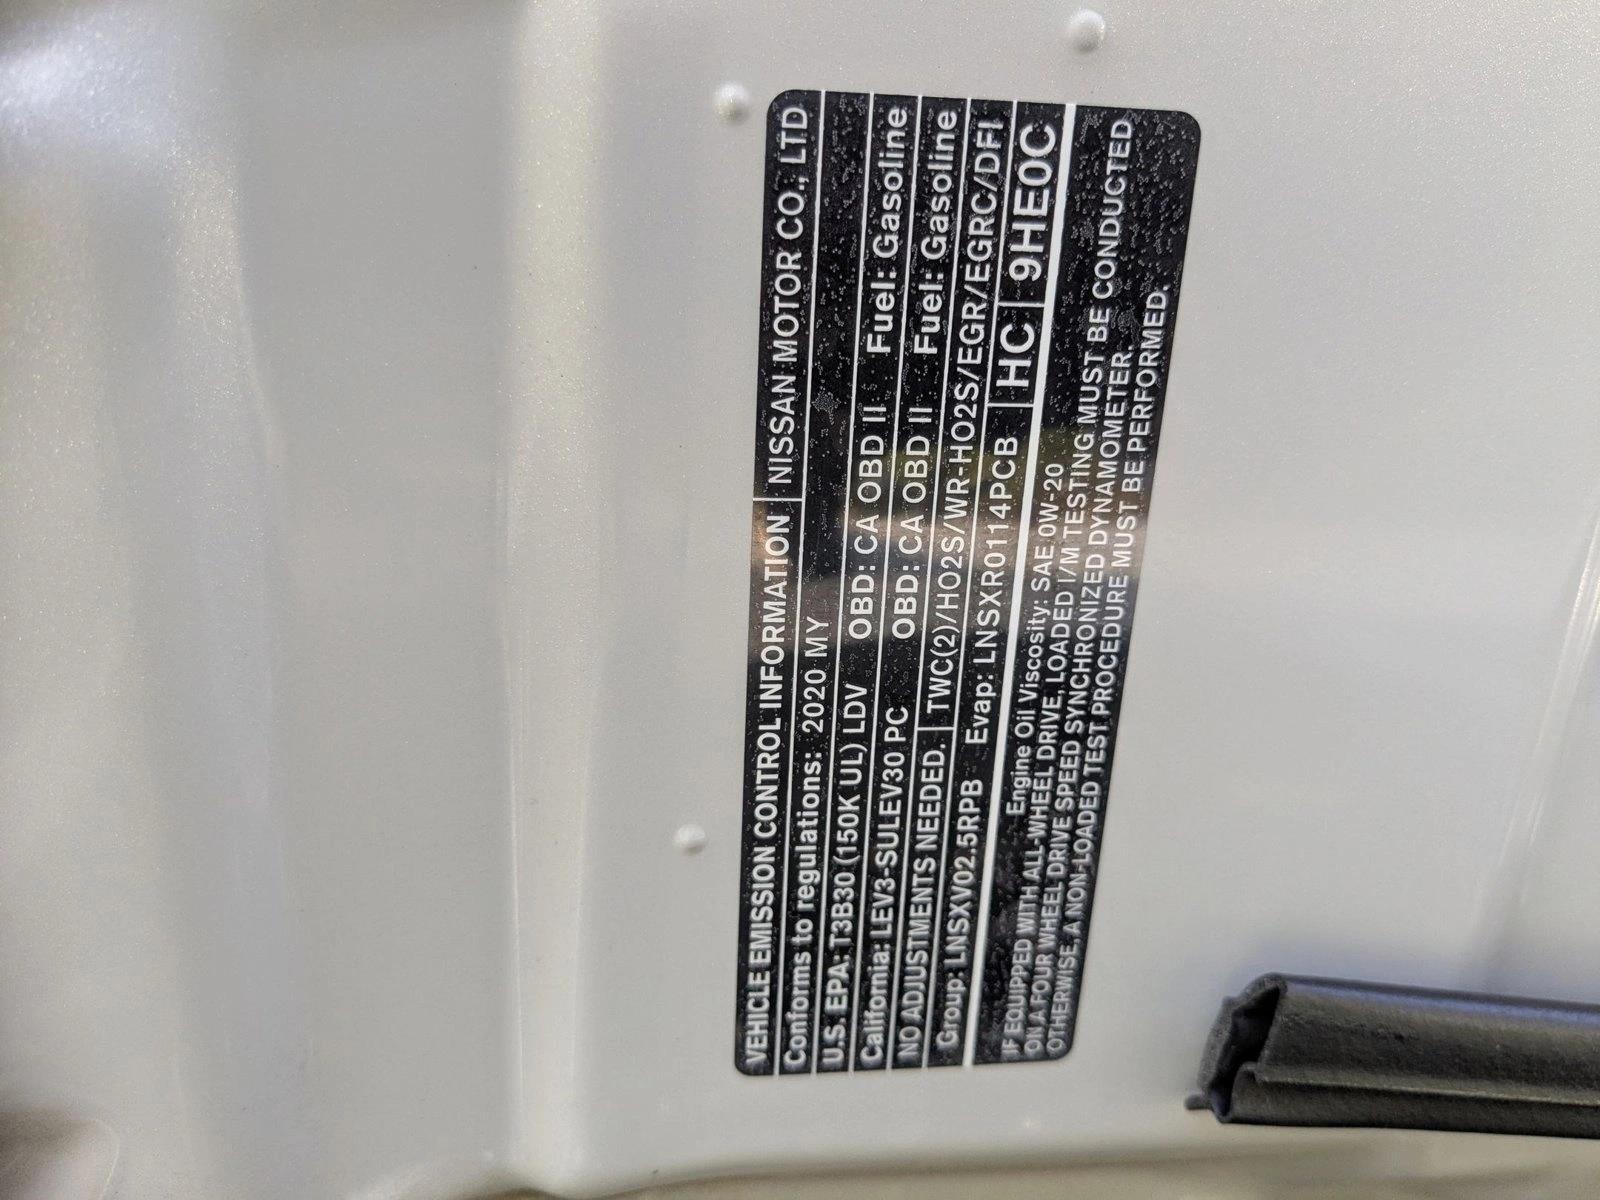 VEHICLE EMISSION CONTROL INFORMATION NISSAN MOTOR CO., LTD
Conforms to regulations: 2020 MY
U.S. EPA: T3B30 (150K UL) LDV OBD: CA OBD II Fuel: Gasoline
California: LEV3-SULEV30 PC OBD: CA OBD II Fuel: Gasoline
NO ADJUSTMENTS NEEDED. TWC(2)/HO2S/WR-HO2S/EGR/EGRC/DFI
Group: LNSXV02.5RPB Evap: LNSXR0114PCB HC 9HE0C
Engine Oil Viscosity: SAE 0W-20
IF EQUIPPED WITH ALL-WHEEL DRIVE, LOADED I/M TESTING MUST BE CONDUCTED
ON A FOUR WHEEL DRIVE SPEED SYNCHRONIZED DYNAMOMETER.
OTHERWISE, A NON-LOADED TEST PROCEDURE MUST BE PERFORMED.